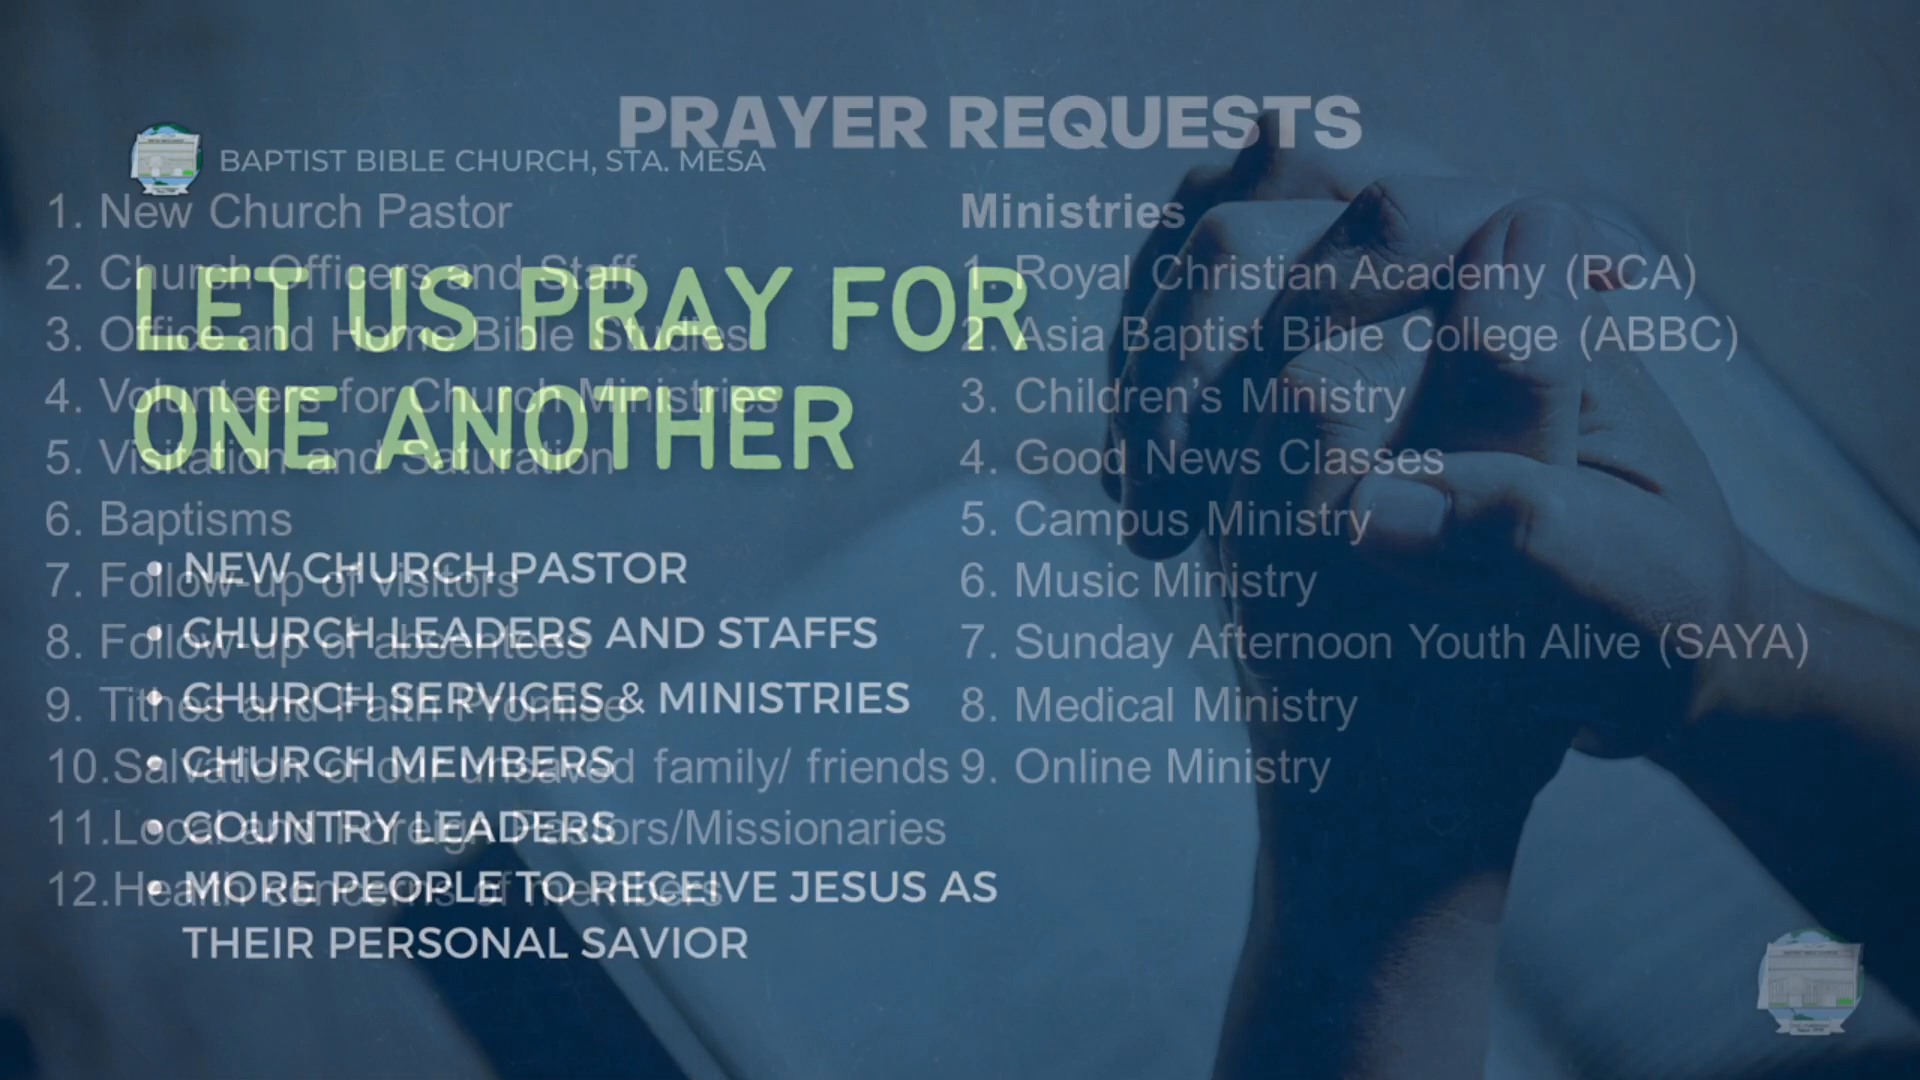 PRAYER REQUESTS
1. New Church Pastor
2. Church Officers and Staff
3. Office and Home Bible Studies
4. Volunteers for Church Ministries
5. Visitation and Saturation
6. Baptisms
7. Follow-up of visitors
8. Follow-up of absentees
9. Tithes and Faith Promise
10.Salvation of our unsaved family/ friends
11.Local and Foreign Pastors/Missionaries
12.Health concerns of members
Ministries
1. Royal Christian Academy (RCA)
2. Asia Baptist Bible College (ABBC)
3. Children’s Ministry
4. Good News Classes
5. Campus Ministry
6. Music Ministry
7. Sunday Afternoon Youth Alive (SAYA)
8. Medical Ministry
9. Online Ministry
BAPTIST BIBLE CHURCH, STA. MESA
LET US PRAY FOR
ONE ANOTHER
• NEW CHURCH PASTOR
• CHURCH LEADERS AND STAFFS
• CHURCH SERVICES & MINISTRIES
• CHURCH MEMBERS
• COUNTRY LEADERS
• MORE PEOPLE TO RECEIVE JESUS AS
THEIR PERSONAL SAVIOR